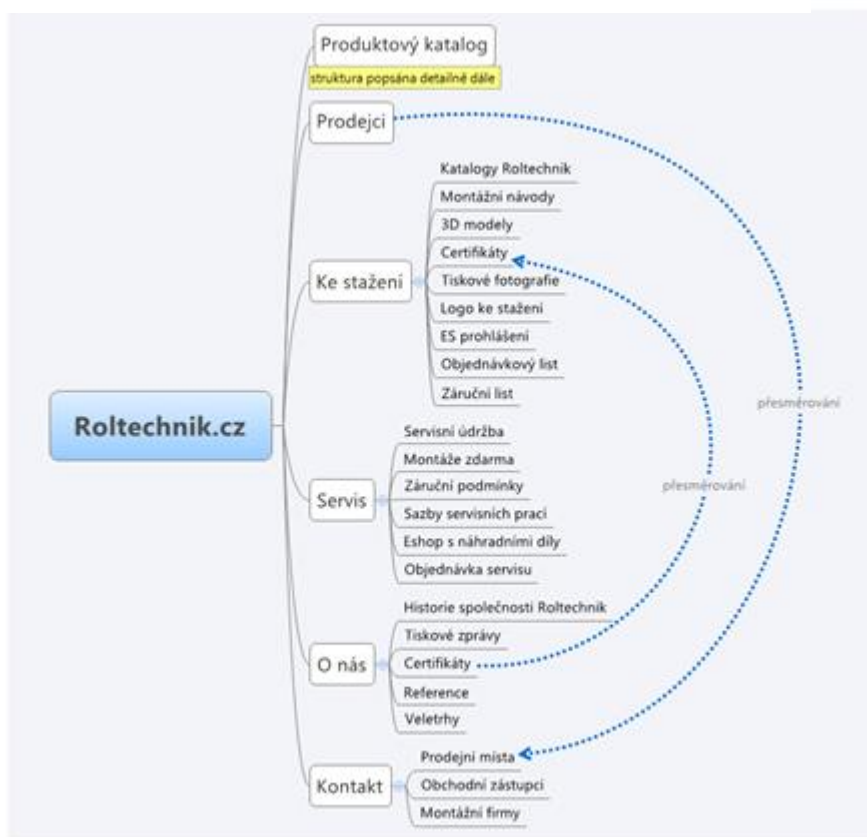 Produktový katalog
struktura popsána detailně dále
Prodejci
Katalogy Roltechnik
Montážní návody
3D modely
Certifikáty
Ke stažení
Tiskové fotografie
Logo ke stažení
ES prohlášení
Objednávkový list
Záruční list
přesměrování
Roltechnik.cz
Servisní údržba
Montáže zdarma
Záruční podmínky
přesměrování
Servis
Sazby servisních prací
Eshop s náhradními díly
Objednávka servisu
Historie společnosti Roltechnik
Tiskové zprávy
O nás
Certifikáty
Reference
Veletrhy
Prodejní místa
Kontakt
Obchodní zástupci
Montážní firmy